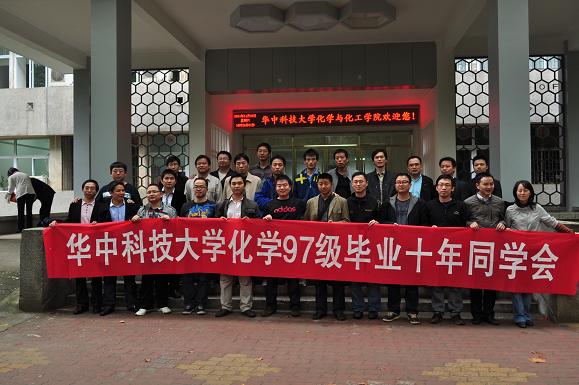 华中科技大学化学与化工学院欢迎您!
adidas
华中科技大学化学97级毕业十年同学会